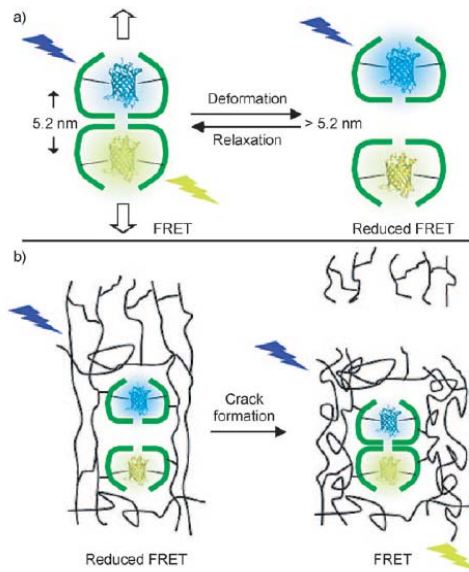 a)
5.2 nm
Deformation
Relaxation
> 5.2 nm
FRET
Reduced FRET
b)
Crack
formation
Reduced FRET
FRET